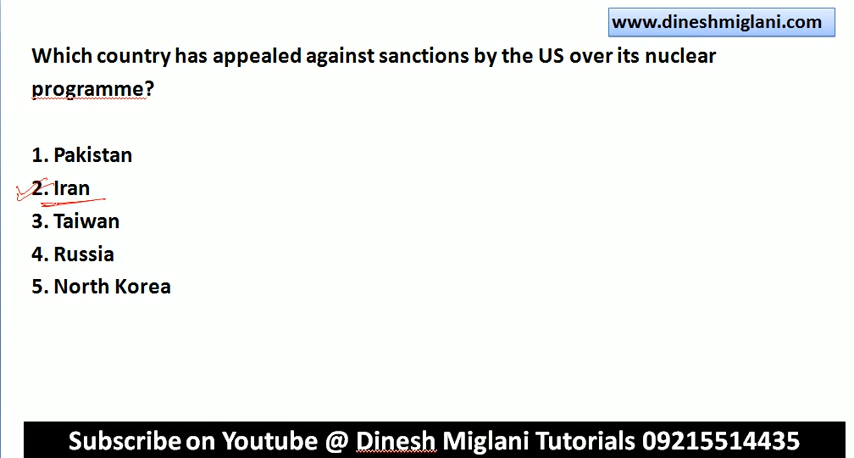 www.dineshmiglani.com
Which country has appealed against sanctions by the US over its nuclear
programme?
1. Pakistan
2. Iran
3. Taiwan
4. Russia
5. North Korea
Subscribe on Youtube @ Dinesh Miglani Tutorials 09215514435